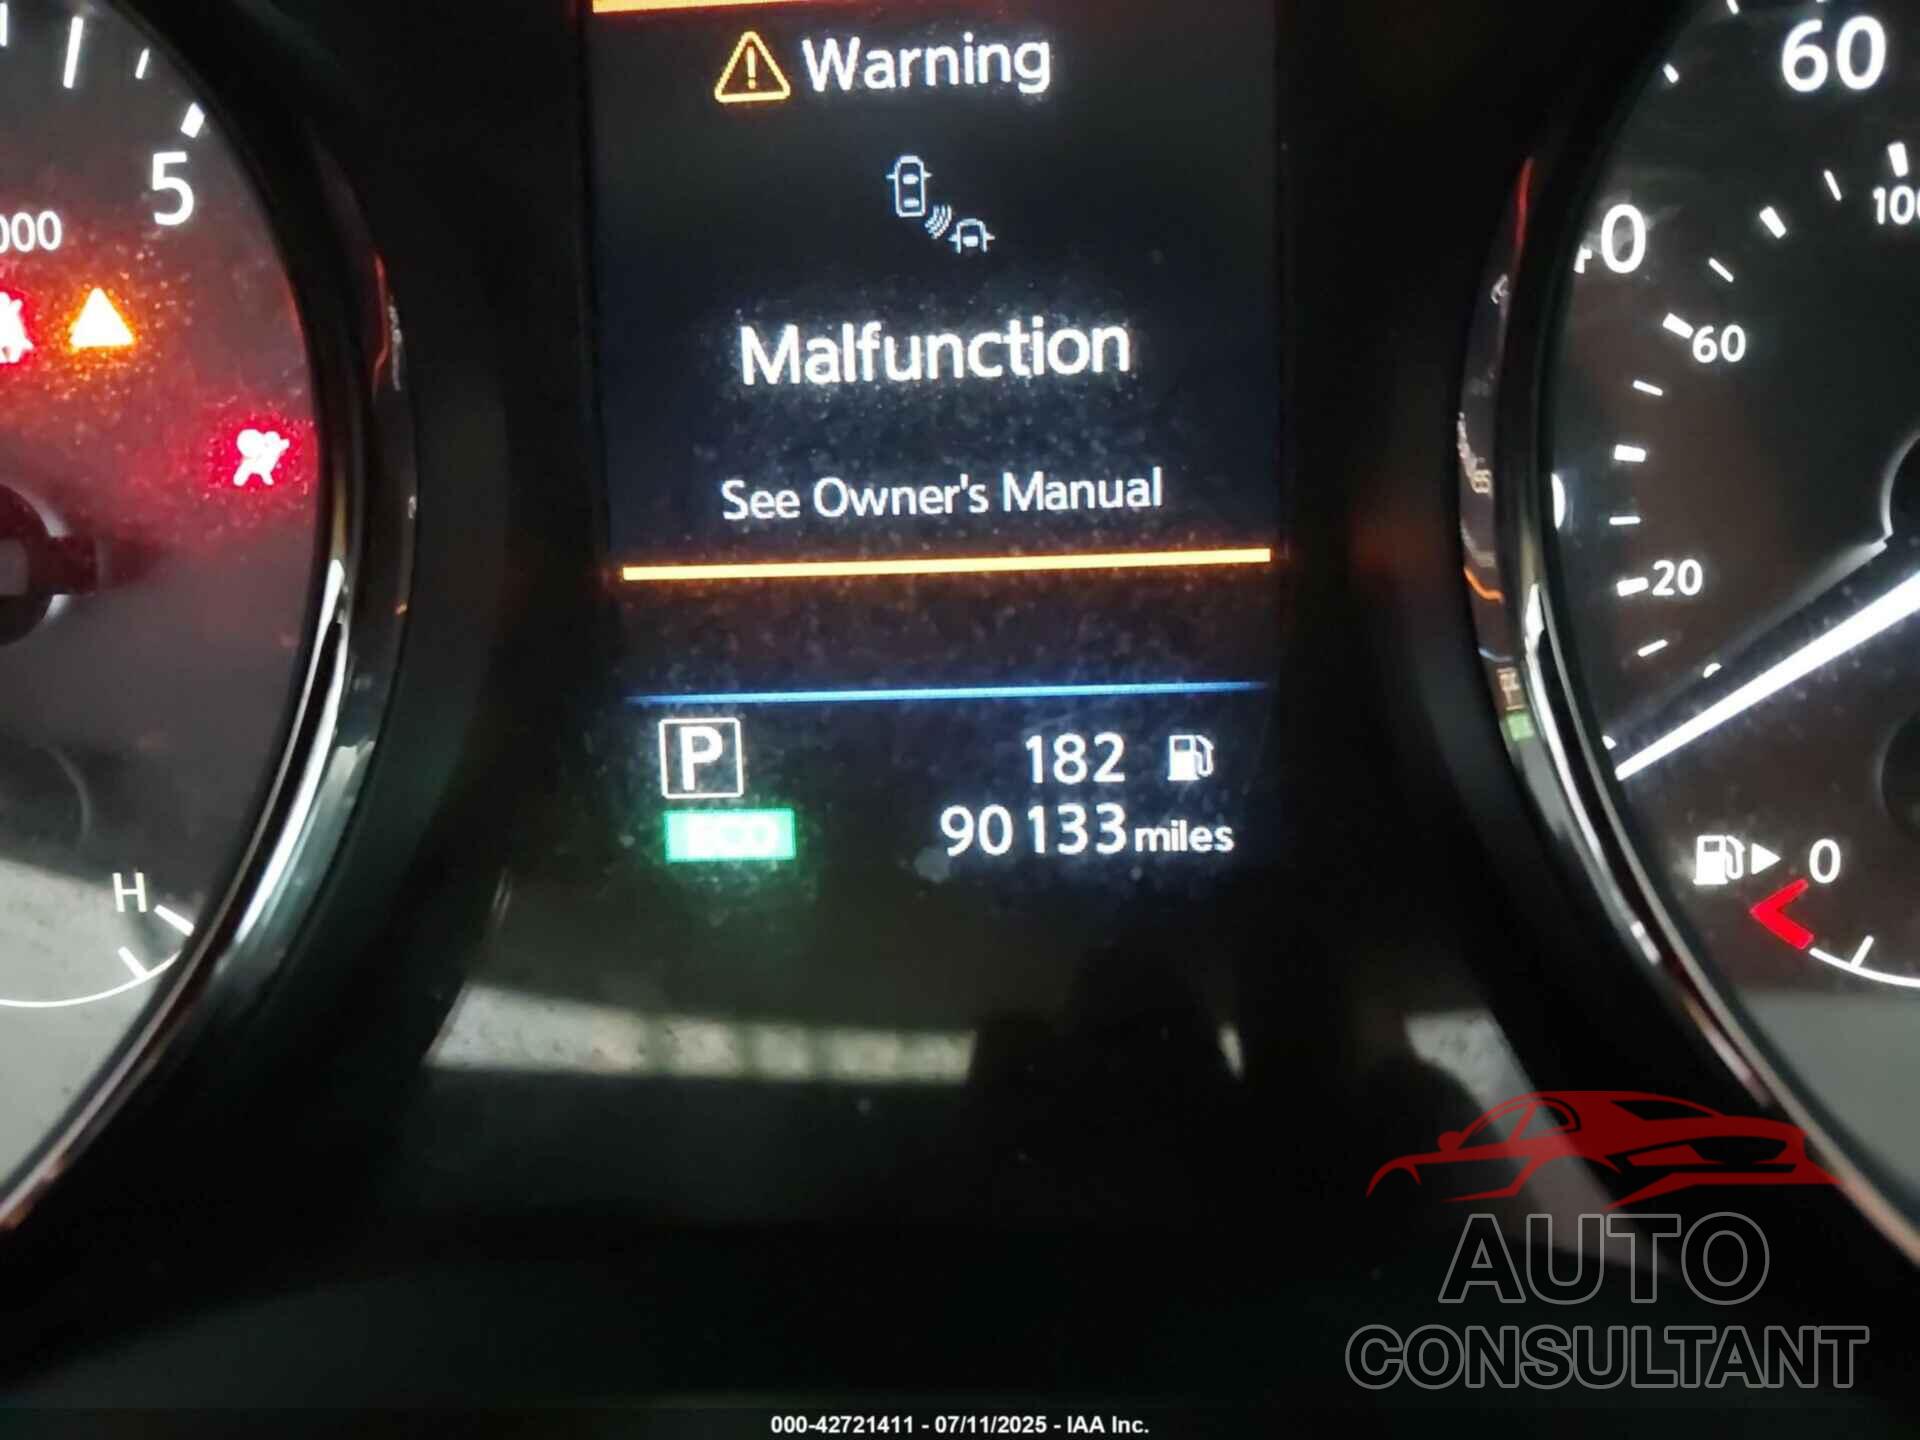 Warning
60
5
100
40
000
Malfunction
60
See Owner's Manual
20
P
182
ECO
90133 miles
0
H
AUTO
CONSULTANT
000-42721411 - 07/11/2025 - IAA Inc.